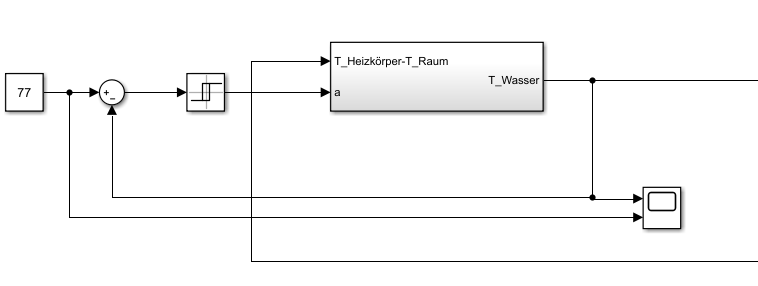 T_Heizkörper-T_Raum
T_Wasser
77
a